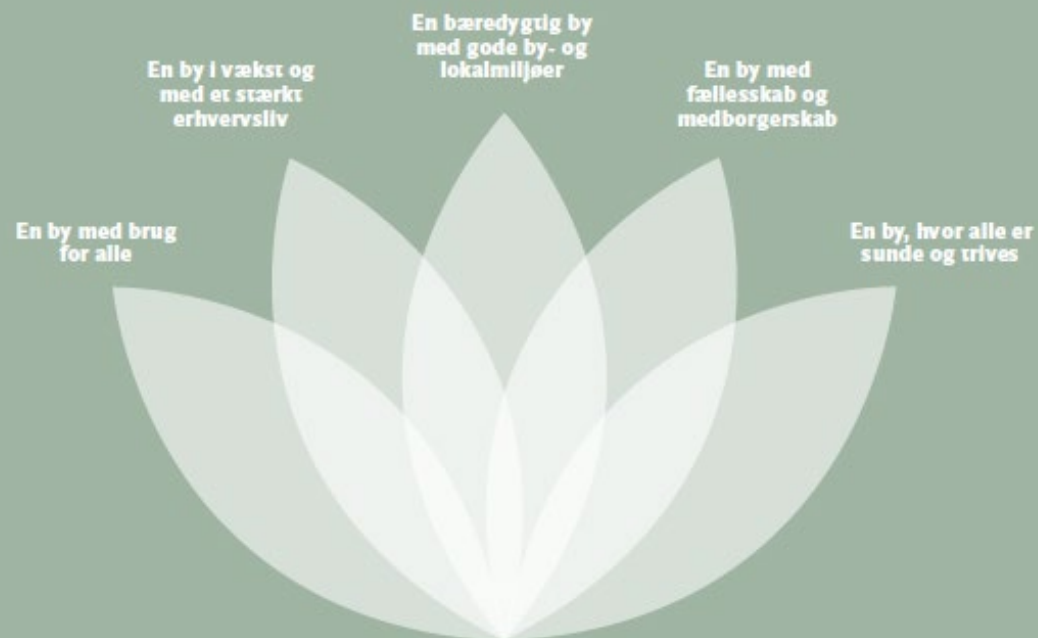 En by med brug
for alle
En by i vækst og
med et stærkt
erhvervsliv
En bæredygtig by
med gode by- og
lokalmiljøer
En by med
fællesskab og
medborgerskab
En by, hvor alle er
sunde og trives